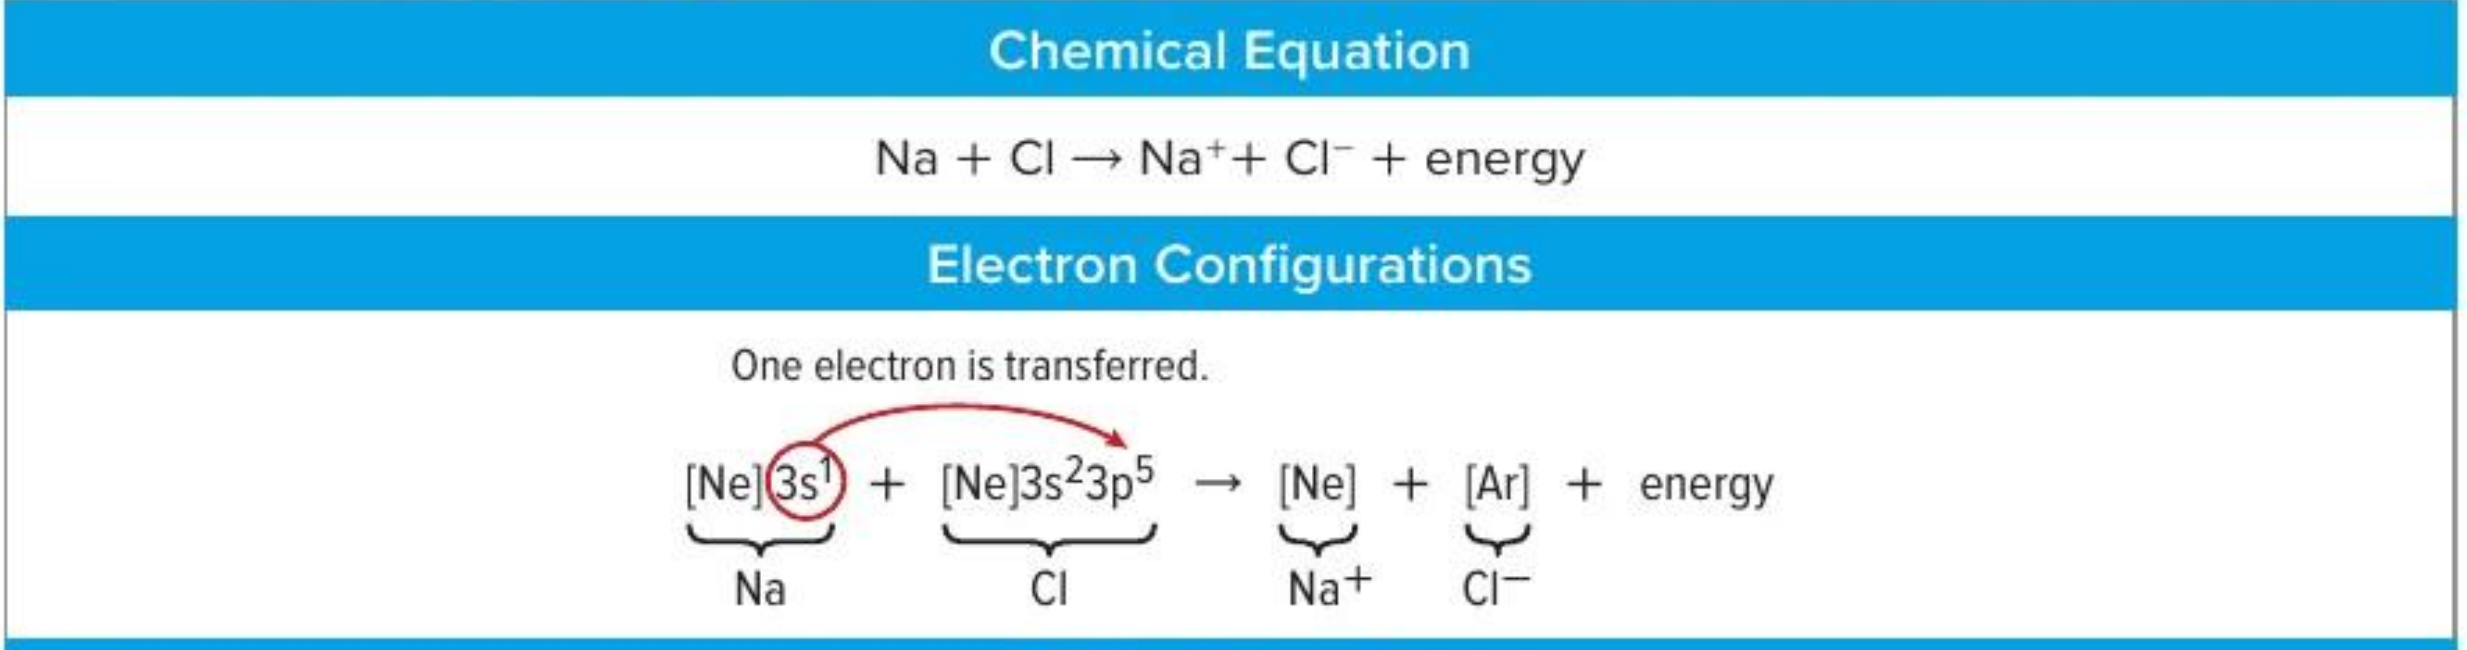 Chemical Equation
Na + Cl → Na⁺ + Cl⁻ + energy
Electron Configurations
One electron is transferred.
[Ne]3s¹ + [Ne]3s²3p⁵ → [Ne] + [Ar] + energy
Na Cl Na⁺ Cl⁻